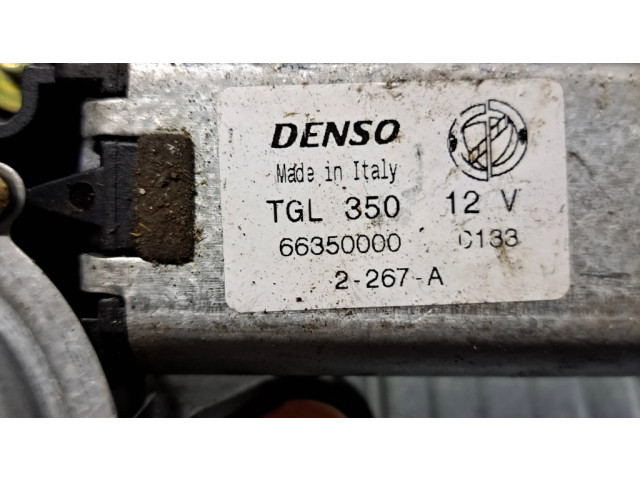 DENSO
Made in Italy
TGL 350 12 V
66350000 C133
2-267-A